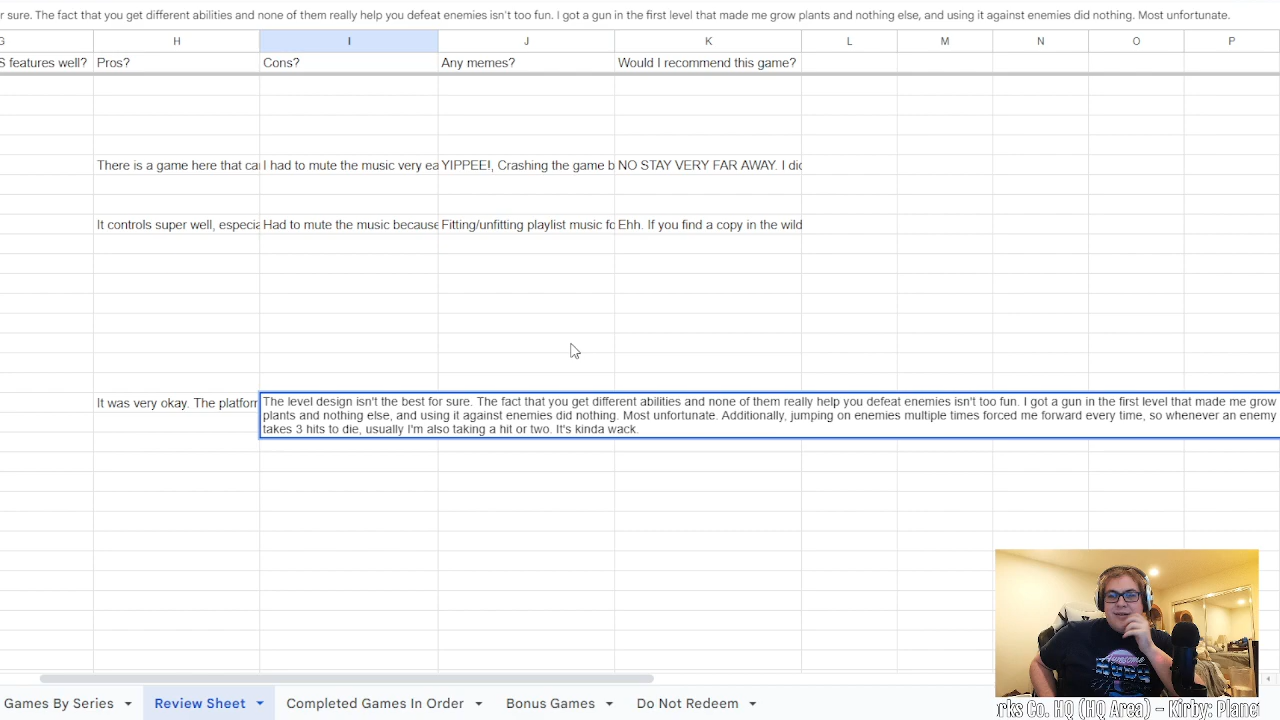 r sure. The fact that you get different abilities and none of them really help you defeat enemies isn't too fun. I got a gun in the first level that made me grow plants and nothing else, and using it against enemies did nothing. Most unfortunate.
G H I J K L M N O P
S features well? Pros? Cons? Any memes? Would I recommend this game?
There is a game here that ca I had to mute the music very ea YIPPEE!, Crashing the game b NO STAY VERY FAR AWAY. I dic
It controls super well, especia Had to mute the music because Fitting/unfitting playlist music fo Ehh. If you find a copy in the wild
It was very okay. The platform
The level design isn't the best for sure. The fact that you get different abilities and none of them really help you defeat enemies isn't too fun. I got a gun in the first level that made me grow
plants and nothing else, and using it against enemies did nothing. Most unfortunate. Additionally, jumping on enemies multiple times forced me forward every time, so whenever an enemy
takes 3 hits to die, usually I'm also taking a hit or two. It's kinda wack.
Awesome
rks Co. HQ (HQ Area) – Kirby: Plane
Games By Series Review Sheet Completed Games In Order Bonus Games Do Not Redeem